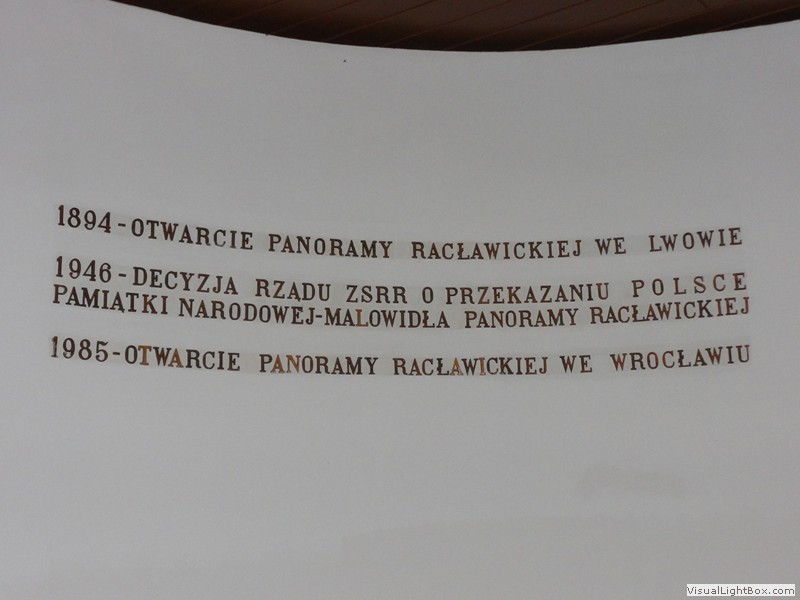 1894-OTWARCIE PANORAMY RACŁAWICKIEJ WE LWOWIE
1946-DECYZJA RZĄDU ZSRR O PRZEKAZANIU POLSCE
PAMIĄTKI NARODOWEJ-MALOWIDŁA PANORAMY RACŁAWICKIEJ
1985-OTWARCIE PANORAMY RACŁAWICKIEJ WE WROCŁAWIU
VisualLightBox.com